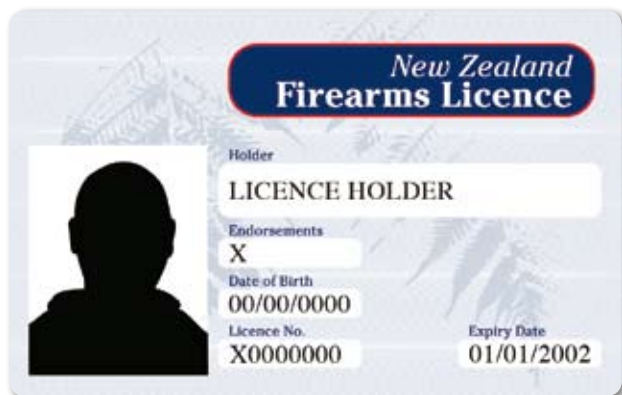 New Zealand
Firearms Licence
Holder
LICENCE HOLDER
Endorsements
X
Date of Birth
00/00/0000
Licence No.
X0000000
Expiry Date
01/01/2002